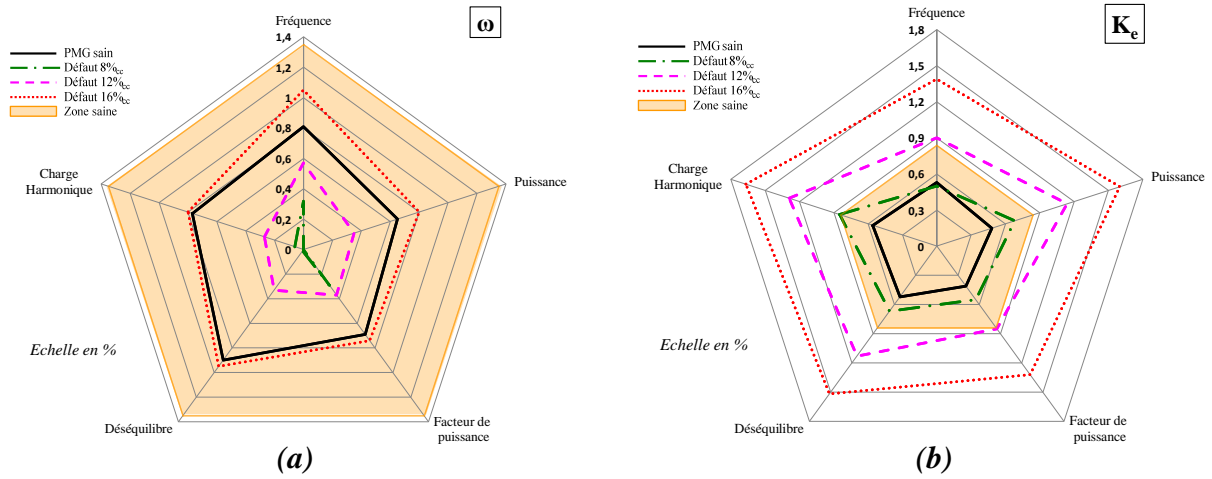 Fréquence
ω
1,4
1,2
1
0,8
0,6
0,4
0,2
0
PMG sain
Défaut 8%cc
Défaut 12%cc
Défaut 16%cc
Zone saine
Charge
Harmonique
Puissance
Echelle en %
Déséquilibre
Facteur de
puissance
(a)
Fréquence
Ke
1,8
1,5
1,2
0,9
0,6
0,3
0
PMG sain
Défaut 8%cc
Défaut 12%cc
Défaut 16%cc
Zone saine
Charge
Harmonique
Puissance
Echelle en %
Déséquilibre
Facteur de
puissance
(b)